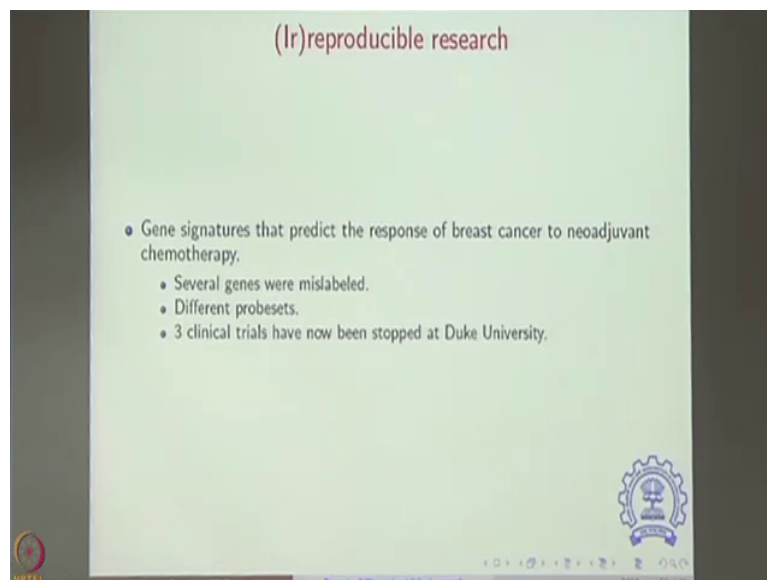 (Ir)reproducible research
Gene signatures that predict the response of breast cancer to neoadjuvant
chemotherapy.
Several genes were mislabeled.
Different probesets.
3 clinical trials have now been stopped at Duke University.